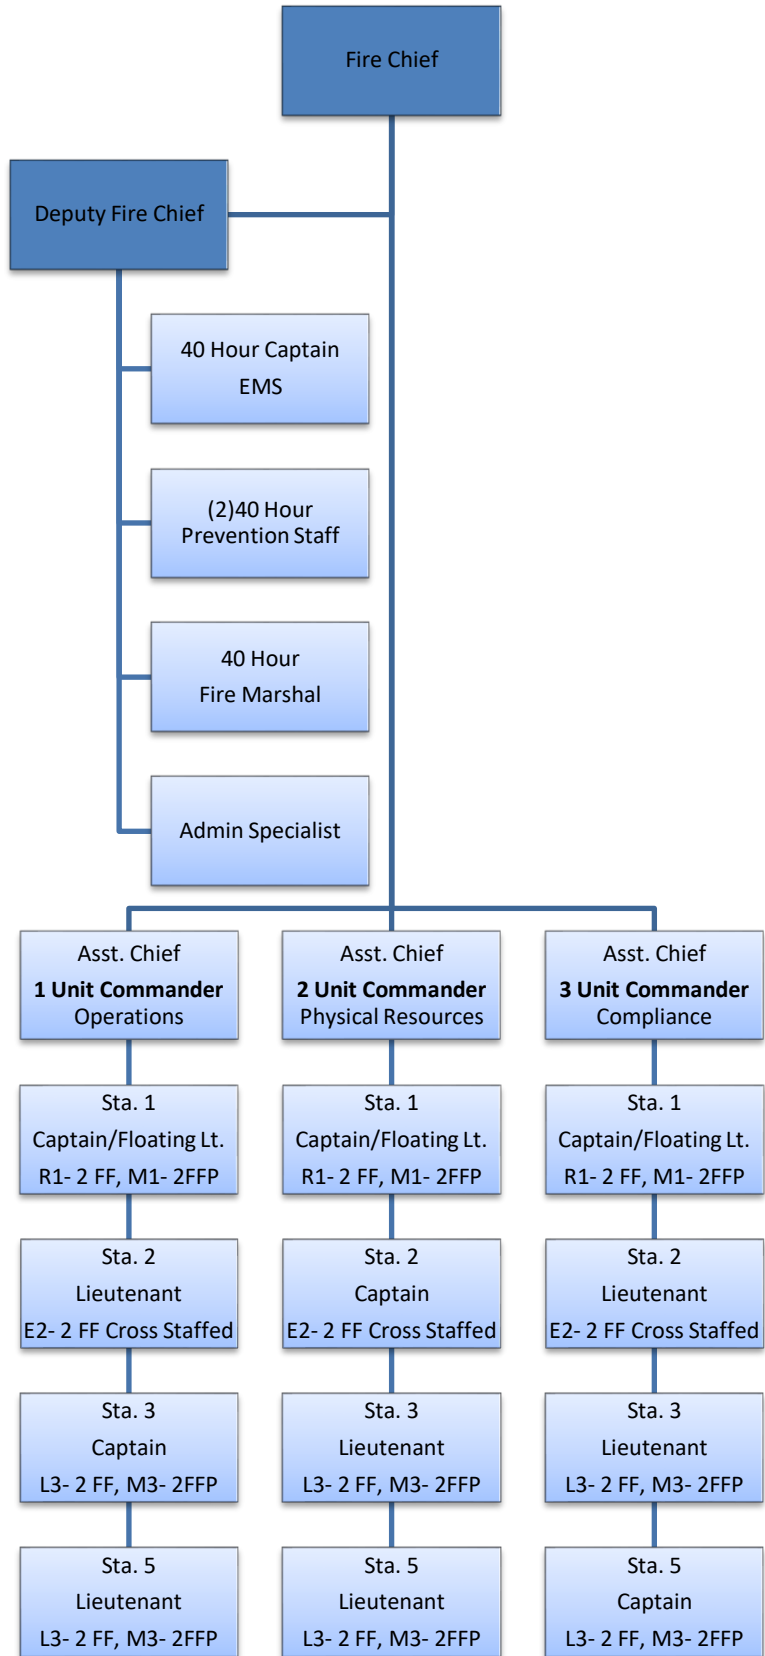 Fire Chief
Deputy Fire Chief
40 Hour Captain
EMS
(2)40 Hour
Prevention Staff
40 Hour
Fire Marshal
Admin Specialist
Asst. Chief
1 Unit Commander
Operations
Asst. Chief
2 Unit Commander
Physical Resources
Asst. Chief
3 Unit Commander
Compliance
Sta. 1
Captain/Floating Lt.
R1- 2 FF, M1- 2FFP
Sta. 1
Captain/Floating Lt.
R1- 2 FF, M1- 2FFP
Sta. 1
Captain/Floating Lt.
R1- 2 FF, M1- 2FFP
Sta. 2
Lieutenant
E2- 2 FF Cross Staffed
Sta. 2
Captain
E2- 2 FF Cross Staffed
Sta. 2
Lieutenant
E2- 2 FF Cross Staffed
Sta. 3
Captain
L3- 2 FF, M3- 2FFP
Sta. 3
Lieutenant
L3- 2 FF, M3- 2FFP
Sta. 3
Lieutenant
L3- 2 FF, M3- 2FFP
Sta. 5
Lieutenant
L3- 2 FF, M3- 2FFP
Sta. 5
Lieutenant
L3- 2 FF, M3- 2FFP
Sta. 5
Captain
L3- 2 FF, M3- 2FFP